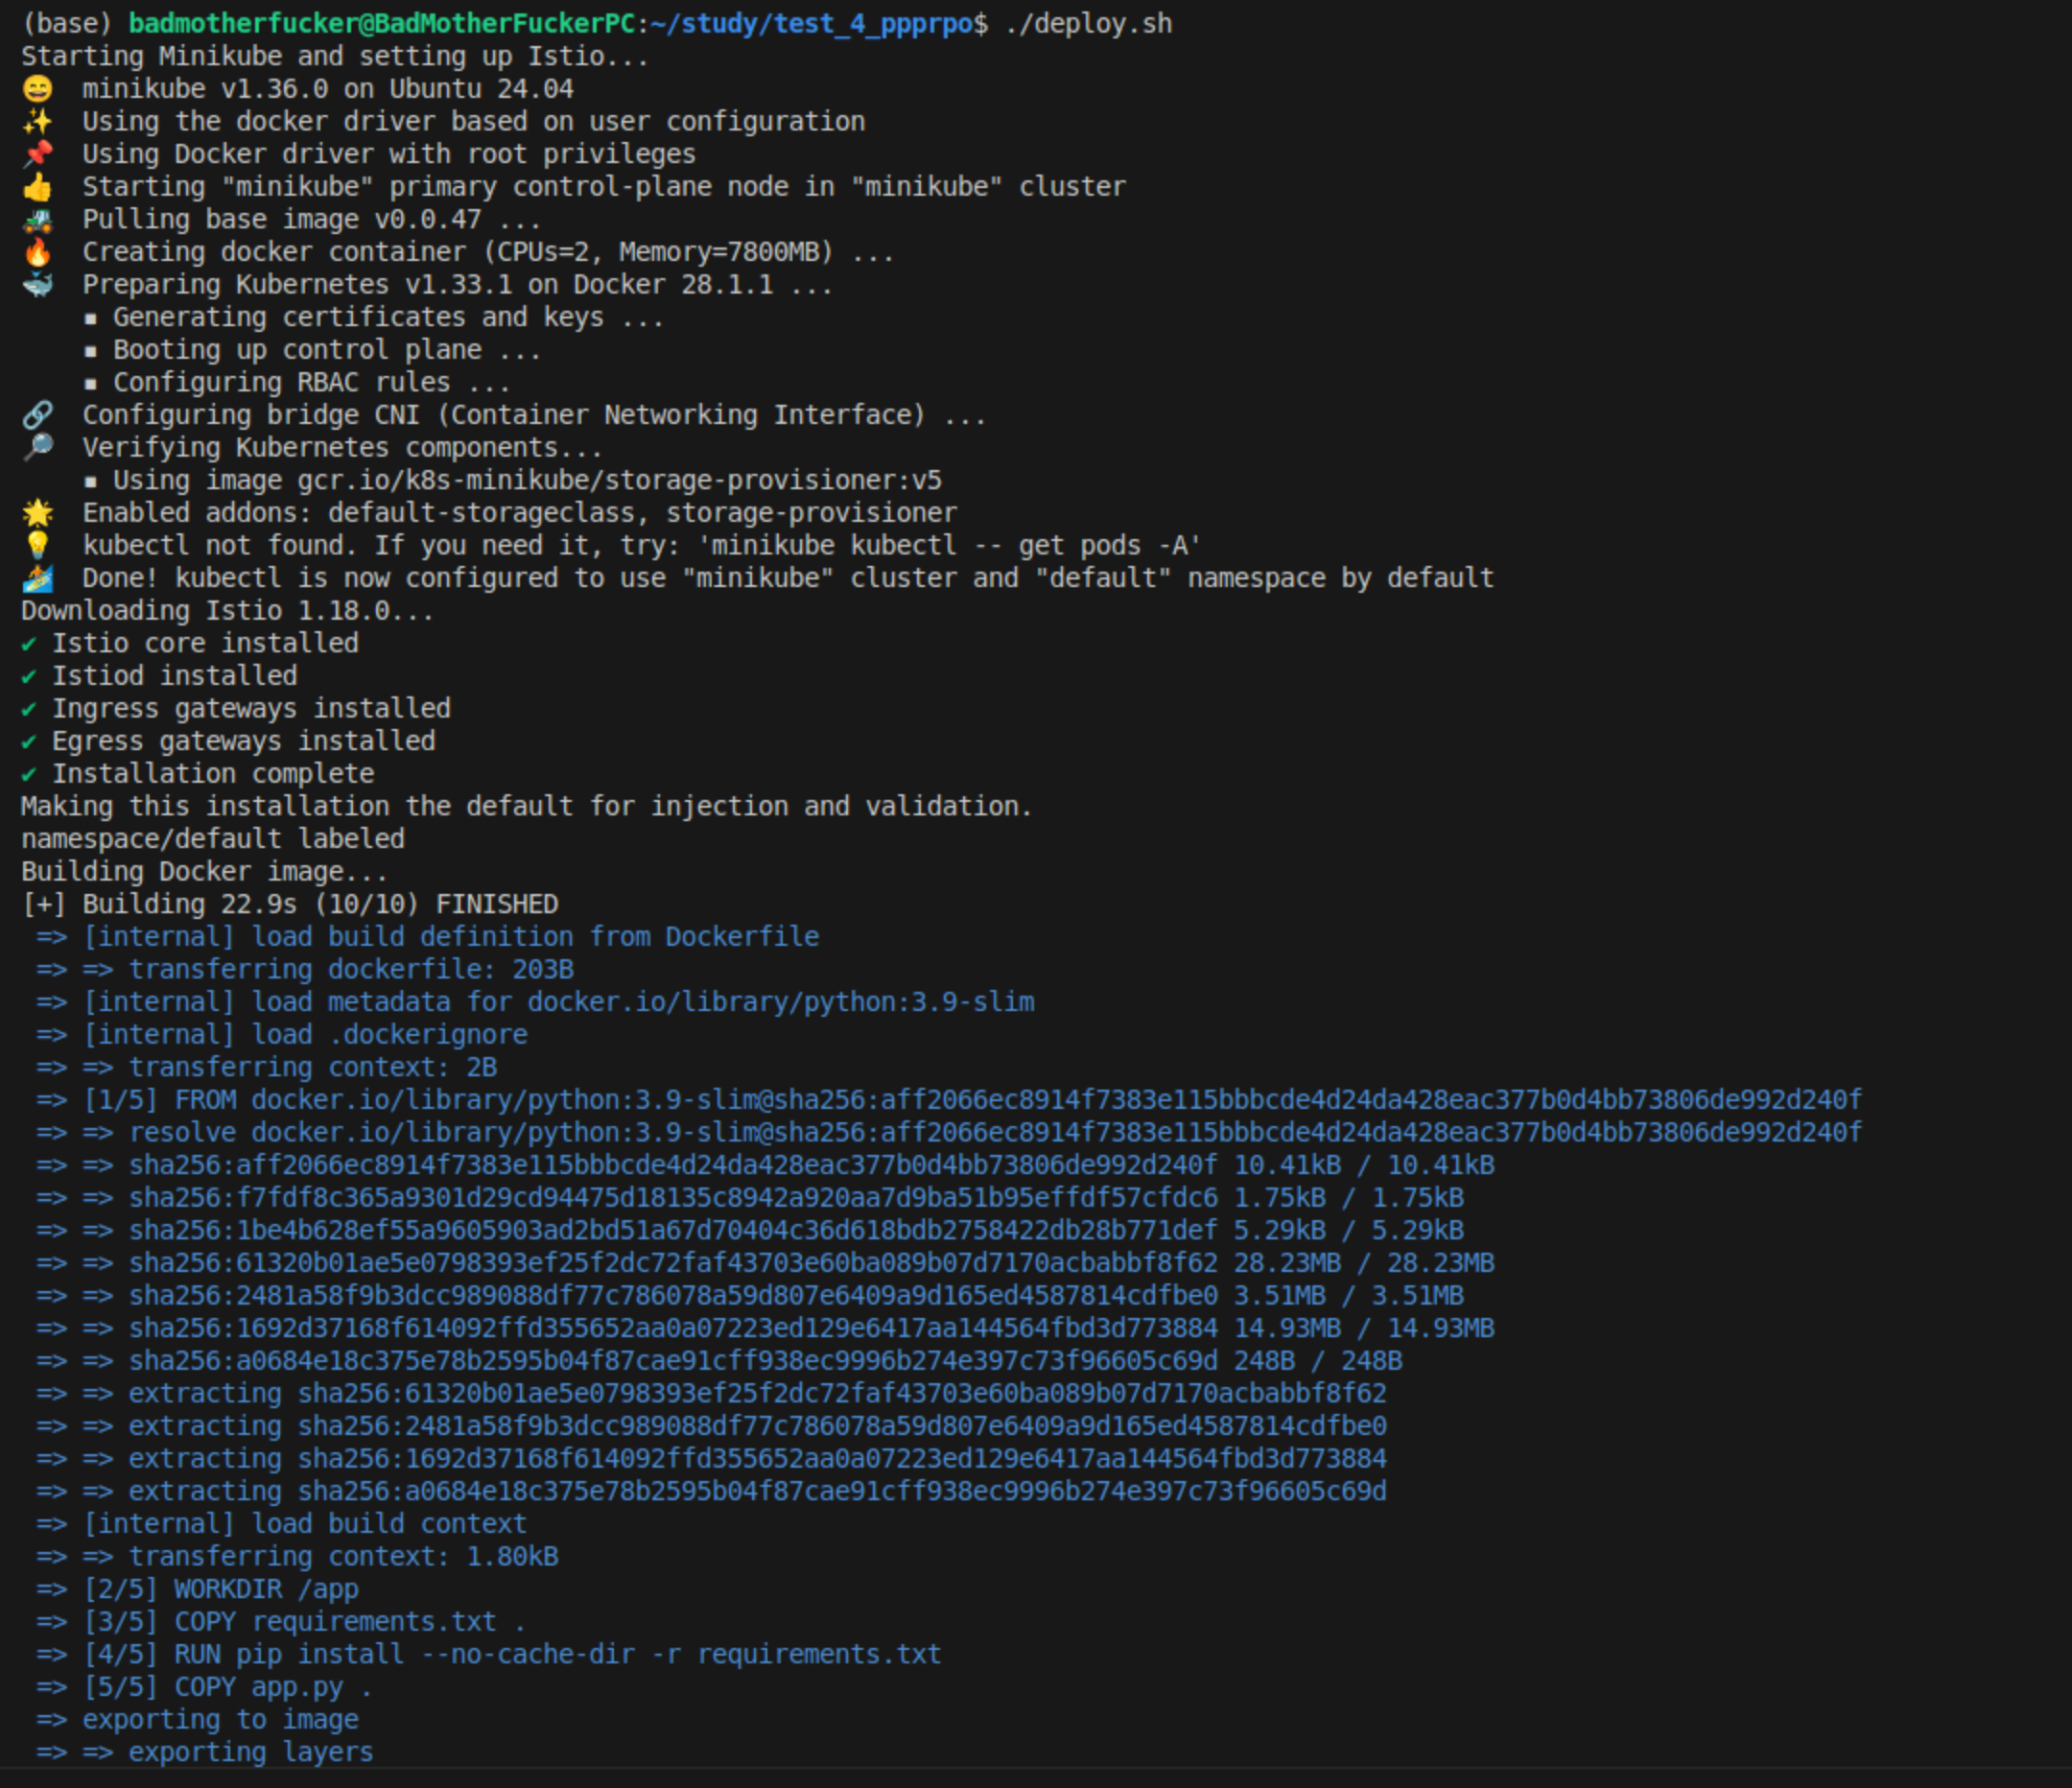 (base) badmotherfucker@BadMotherFuckerPC:~/study/test_4_ppprpo$ ./deploy.sh
Starting Minikube and setting up Istio...
😄  minikube v1.36.0 on Ubuntu 24.04
✨  Using the docker driver based on user configuration
📌  Using Docker driver with root privileges
👍  Starting "minikube" primary control-plane node in "minikube" cluster
🚜  Pulling base image v0.0.47 ...
🔥  Creating docker container (CPUs=2, Memory=7800MB) ...
🐳  Preparing Kubernetes v1.33.1 on Docker 28.1.1 ...
    ▪ Generating certificates and keys ...
    ▪ Booting up control plane ...
    ▪ Configuring RBAC rules ...
🔗  Configuring bridge CNI (Container Networking Interface) ...
🔎  Verifying Kubernetes components...
    ▪ Using image gcr.io/k8s-minikube/storage-provisioner:v5
🌟  Enabled addons: default-storageclass, storage-provisioner
💡  kubectl not found. If you need it, try: 'minikube kubectl -- get pods -A'
🏄  Done! kubectl is now configured to use "minikube" cluster and "default" namespace by default
Downloading Istio 1.18.0...
✔ Istio core installed
✔ Istiod installed
✔ Ingress gateways installed
✔ Egress gateways installed
✔ Installation complete
Making this installation the default for injection and validation.
namespace/default labeled
Building Docker image...
[+] Building 22.9s (10/10) FINISHED
 => [internal] load build definition from Dockerfile
 => => transferring dockerfile: 203B
 => [internal] load metadata for docker.io/library/python:3.9-slim
 => [internal] load .dockerignore
 => => transferring context: 2B
 => [1/5] FROM docker.io/library/python:3.9-slim@sha256:aff2066ec8914f7383e115bbbcde4d24da428eac377b0d4bb73806de992d240f
 => => resolve docker.io/library/python:3.9-slim@sha256:aff2066ec8914f7383e115bbbcde4d24da428eac377b0d4bb73806de992d240f
 => => sha256:aff2066ec8914f7383e115bbbcde4d24da428eac377b0d4bb73806de992d240f 10.41kB / 10.41kB
 => => sha256:f7fdf8c365a9301d29cd94475d18135c8942a920aa7d9ba51b95effdf57cfdc6 1.75kB / 1.75kB
 => => sha256:1be4b628ef55a9605903ad2bd51a67d70404c36d618bdb2758422db28b771def 5.29kB / 5.29kB
 => => sha256:61320b01ae5e0798393ef25f2dc72faf43703e60ba089b07d7170acbabbf8f62 28.23MB / 28.23MB
 => => sha256:2481a58f9b3dcc989088df77c786078a59d807e6409a9d165ed4587814cdfbe0 3.51MB / 3.51MB
 => => sha256:1692d37168f614092ffd355652aa0a07223ed129e6417aa144564fbd3d773884 14.93MB / 14.93MB
 => => sha256:a0684e18c375e78b2595b04f87cae91cff938ec9996b274e397c73f96605c69d 248B / 248B
 => => extracting sha256:61320b01ae5e0798393ef25f2dc72faf43703e60ba089b07d7170acbabbf8f62
 => => extracting sha256:2481a58f9b3dcc989088df77c786078a59d807e6409a9d165ed4587814cdfbe0
 => => extracting sha256:1692d37168f614092ffd355652aa0a07223ed129e6417aa144564fbd3d773884
 => => extracting sha256:a0684e18c375e78b2595b04f87cae91cff938ec9996b274e397c73f96605c69d
 => [internal] load build context
 => => transferring context: 1.80kB
 => [2/5] WORKDIR /app
 => [3/5] COPY requirements.txt .
 => [4/5] RUN pip install --no-cache-dir -r requirements.txt
 => [5/5] COPY app.py .
 => exporting to image
 => => exporting layers